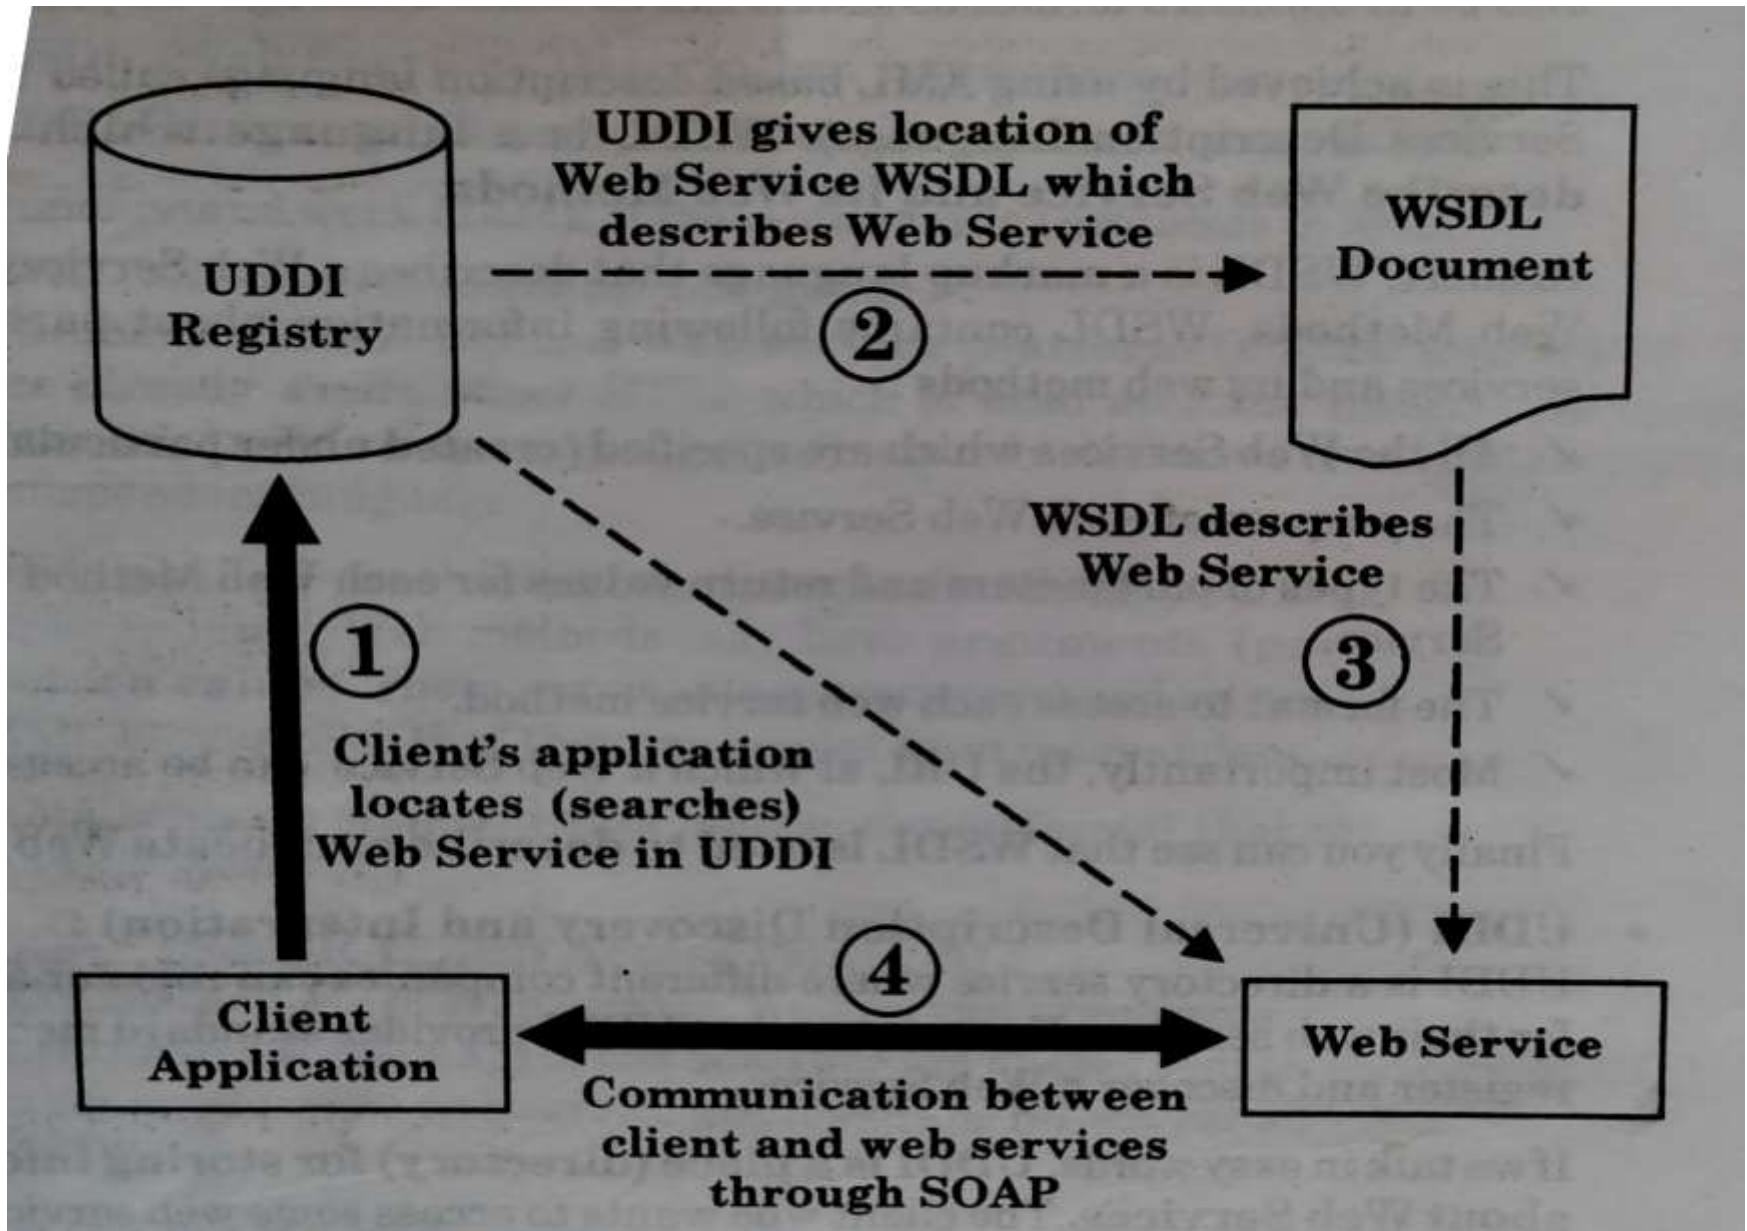 UDDI gives location of
Web Service WSDL which
describes Web Service
UDDI
Registry
2
WSDL
Document
1
Client's application
locates (searches)
Web Service in UDDI
WSDL describes
Web Service
3
4
Client
Application
Communication between
client and web services
through SOAP
Web Service